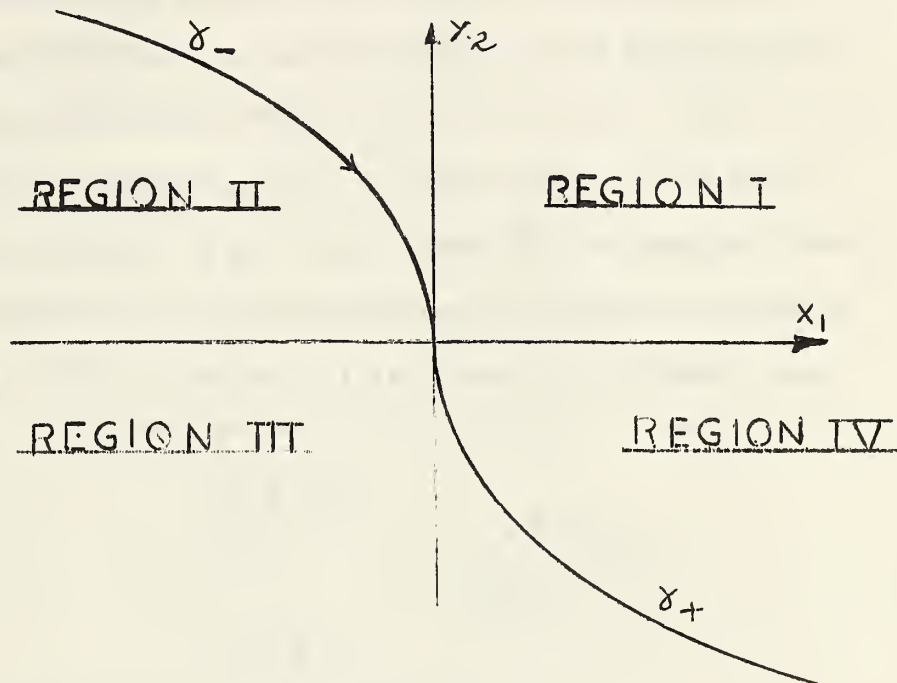 γ₋
x₂
REGION II
REGION I
x₁
REGION III
REGION IV
γ₊